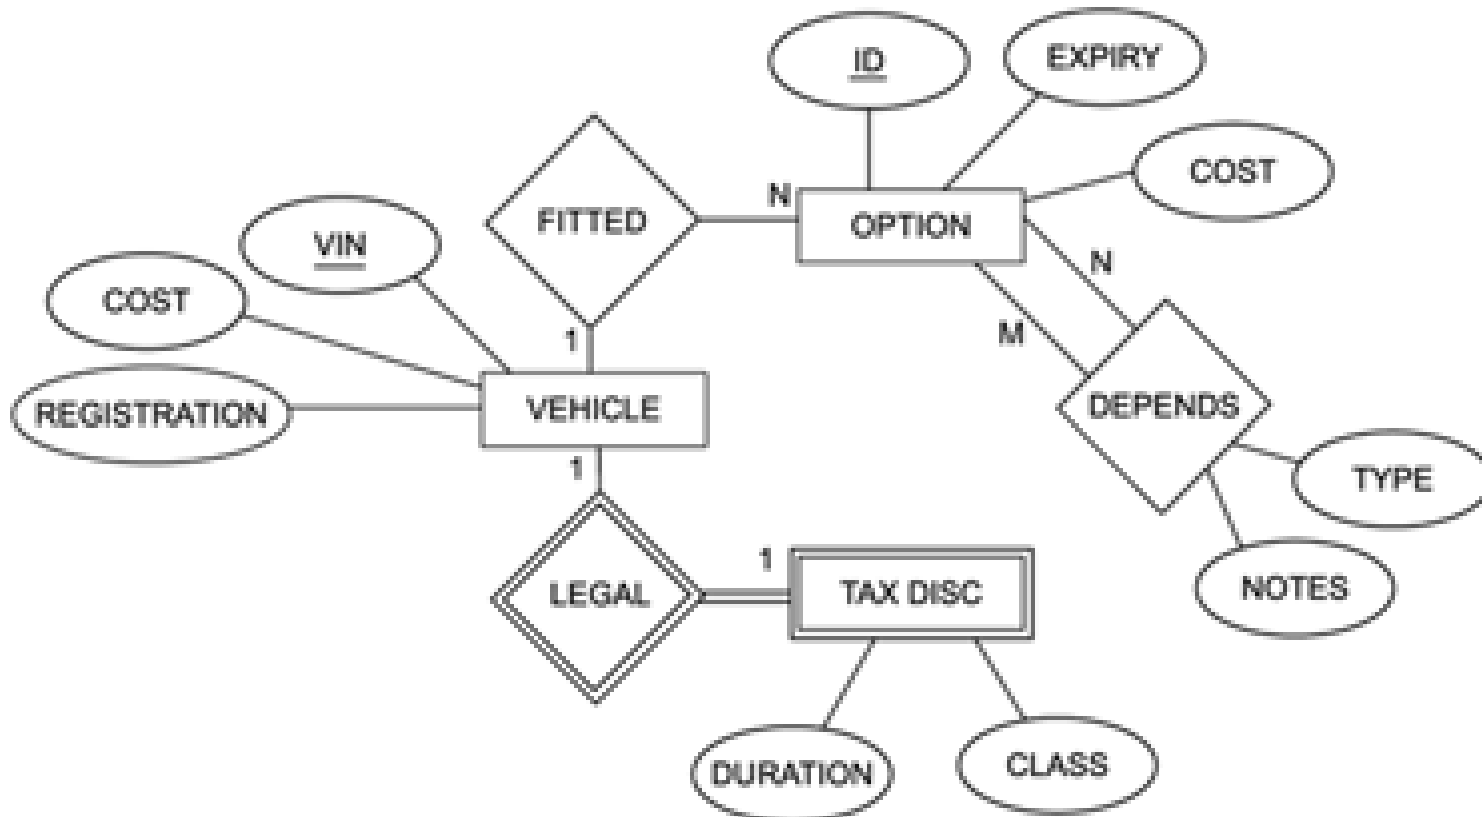 ID
EXPIRY
COST
N
OPTION
FITTED
VIN
N
COST
M
1
VEHICLE
REGISTRATION
DEPENDS
1
TYPE
1
LEGAL
TAX DISC
NOTES
DURATION
CLASS